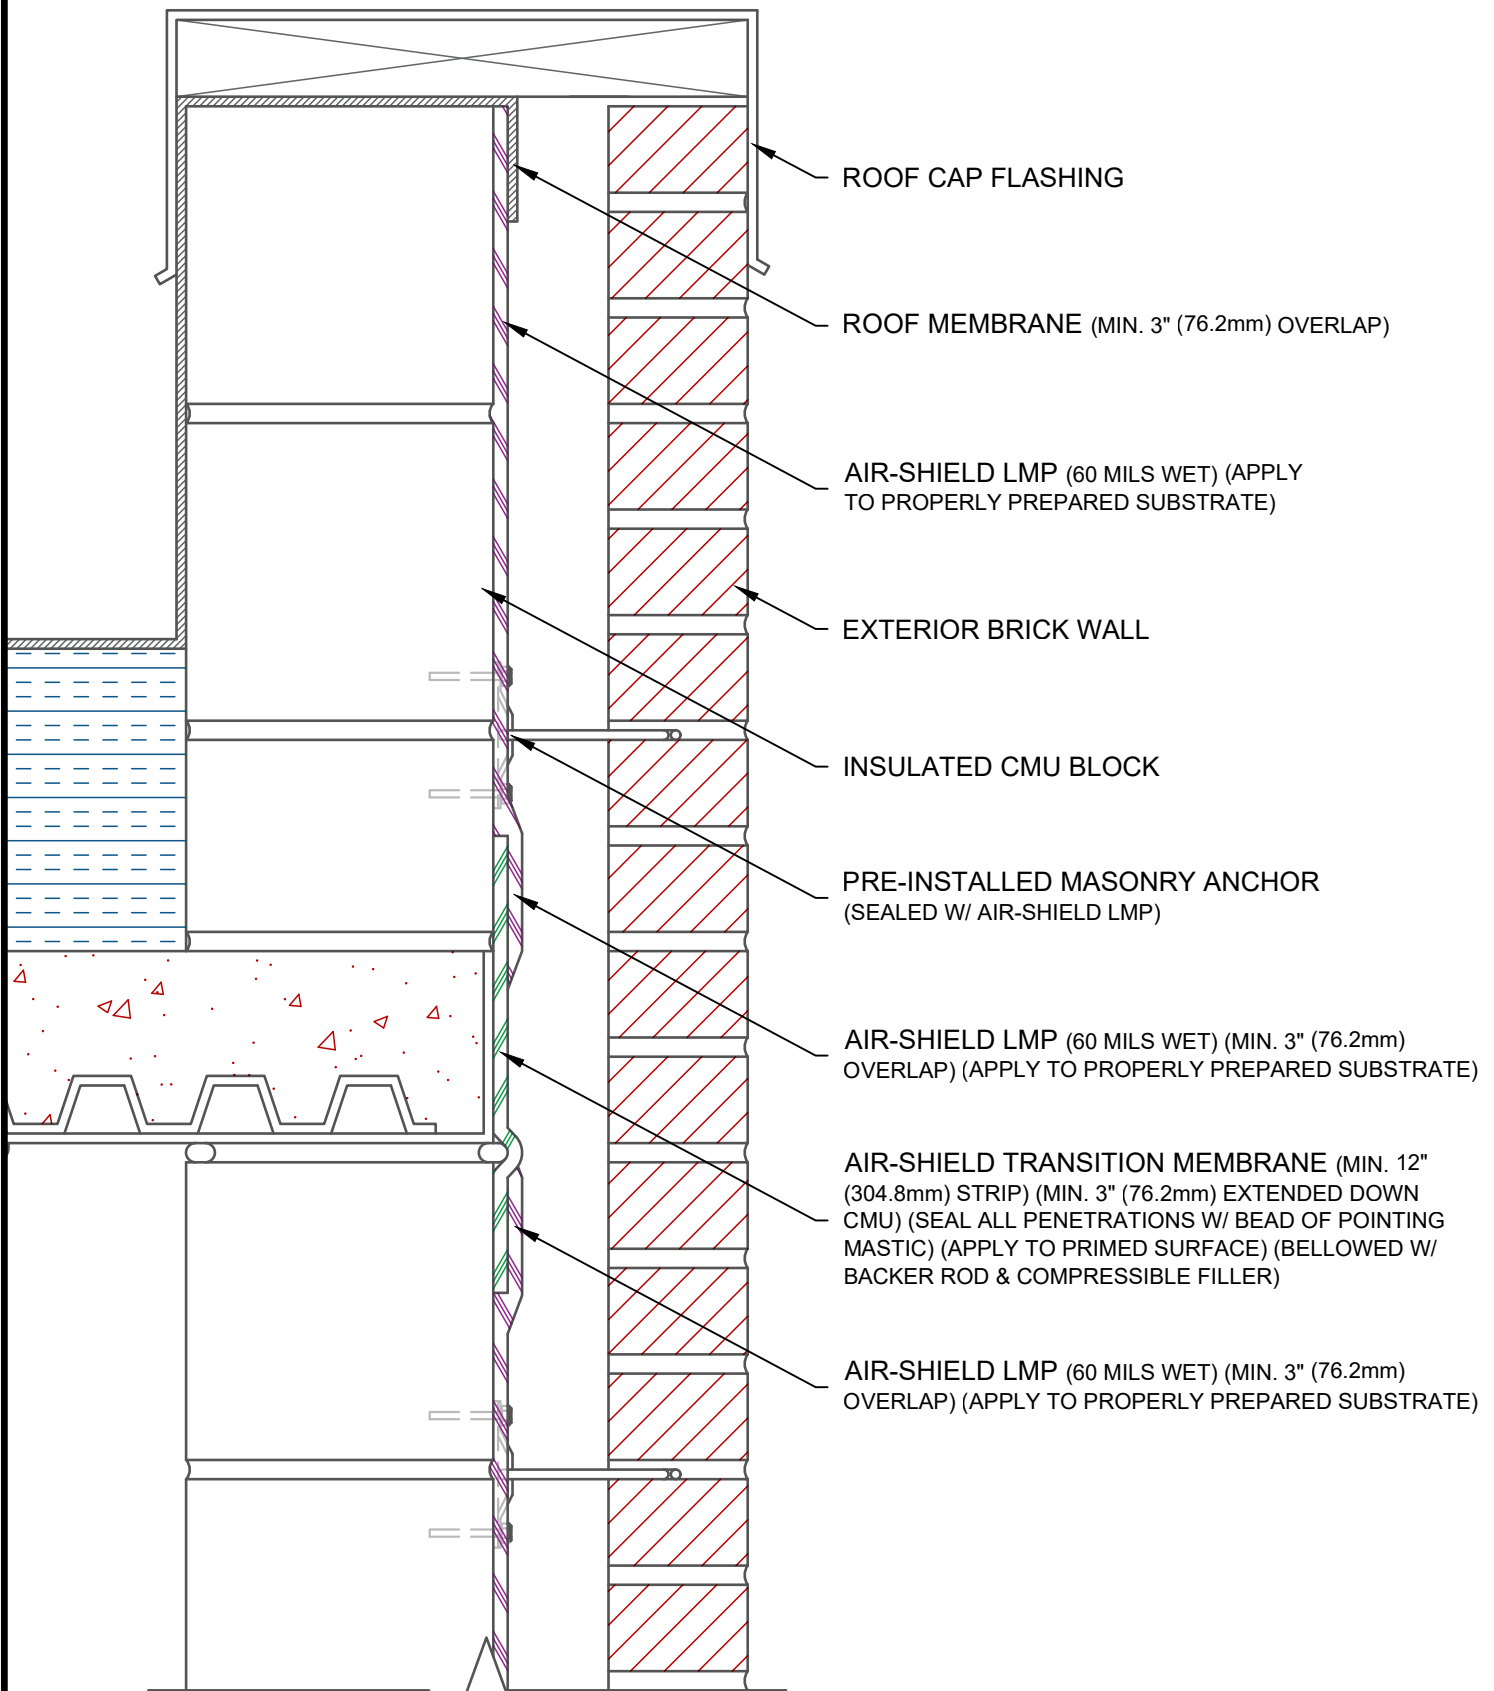 ROOF CAP FLASHING
ROOF MEMBRANE (MIN. 3" (76.2mm) OVERLAP)
AIR-SHIELD LMP (60 MILS WET) (APPLY
TO PROPERLY PREPARED SUBSTRATE)
EXTERIOR BRICK WALL
INSULATED CMU BLOCK
PRE-INSTALLED MASONRY ANCHOR
(SEALED W/ AIR-SHIELD LMP)
AIR-SHIELD LMP (60 MILS WET) (MIN. 3" (76.2mm)
OVERLAP) (APPLY TO PROPERLY PREPARED SUBSTRATE)
AIR-SHIELD TRANSITION MEMBRANE (MIN. 12"
(304.8mm) STRIP) (MIN. 3" (76.2mm) EXTENDED DOWN
CMU) (SEAL ALL PENETRATIONS W/ BEAD OF POINTING
MASTIC) (APPLY TO PRIMED SURFACE) (BELLOWED W/
BACKER ROD & COMPRESSIBLE FILLER)
AIR-SHIELD LMP (60 MILS WET) (MIN. 3" (76.2mm)
OVERLAP) (APPLY TO PROPERLY PREPARED SUBSTRATE)